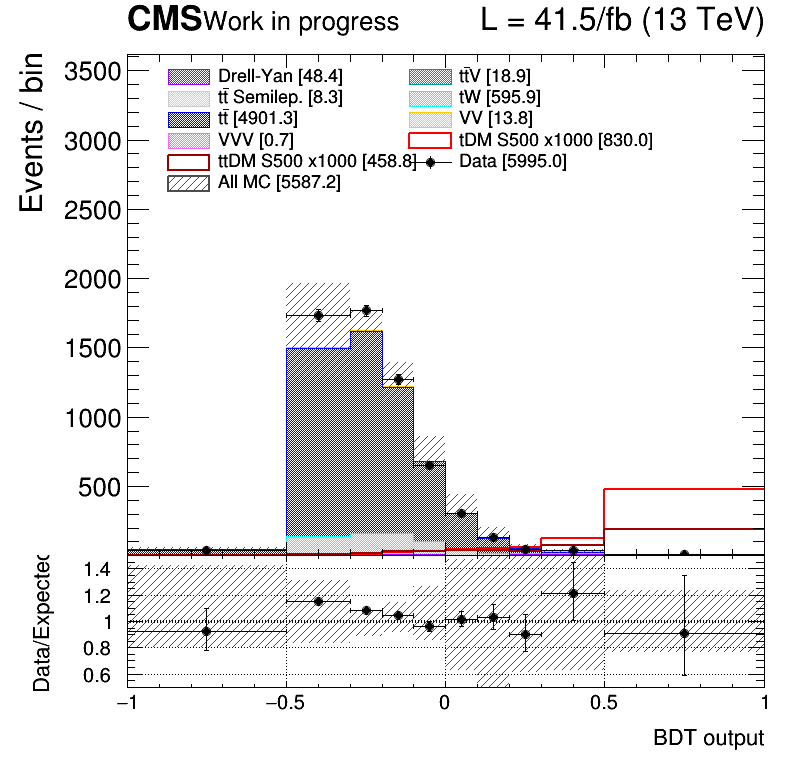 CMS Work in progress L = 41.5/fb (13 TeV)
Events / bin
3500
3000
2500
2000
1500
1000
500
Drell-Yan [48.4]
tt̄V [18.9]
tt̄ Semilep. [8.3]
tW [595.9]
tt̄ [4901.3]
VV [13.8]
VVV [0.7]
tDM S500 x1000 [830.0]
ttDM S500 x1000 [458.8]
Data [5995.0]
All MC [5587.2]
Data/Expected
1.4
1.2
1
0.8
0.6
−1 −0.5 0 0.5 1
BDT output